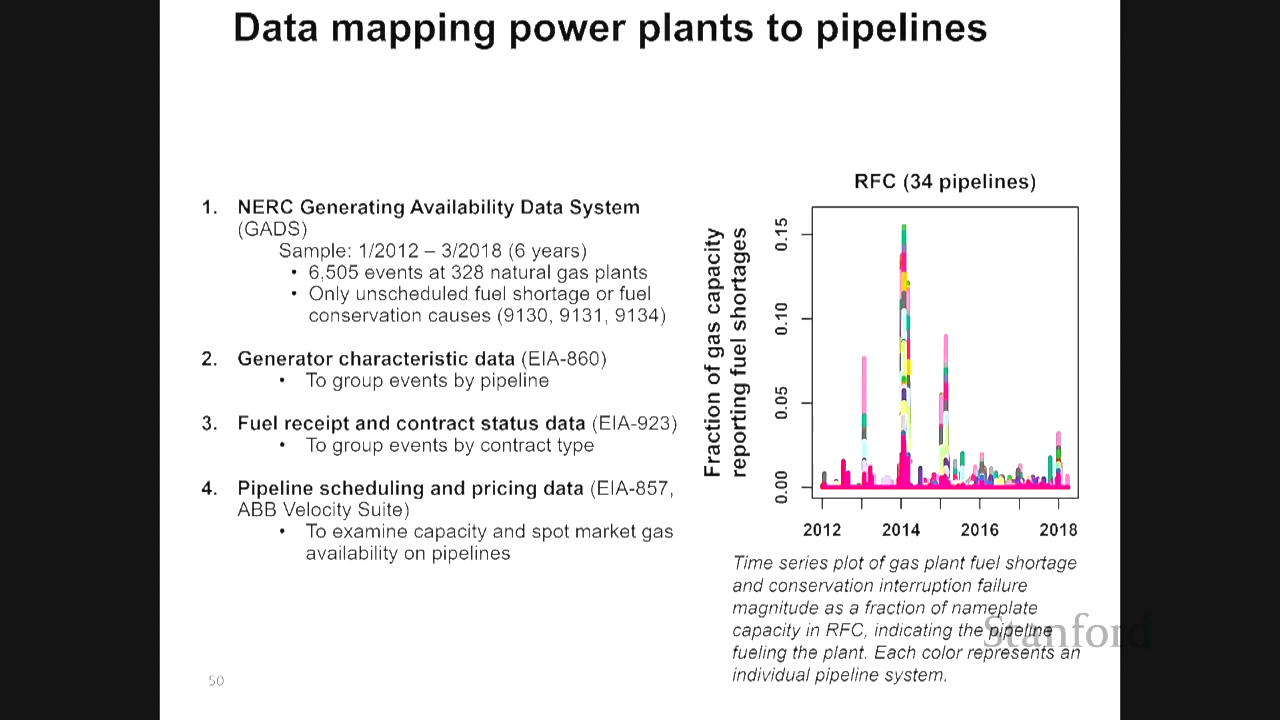 Data mapping power plants to pipelines
1. NERC Generating Availability Data System
(GADS)
Sample: 1/2012 – 3/2018 (6 years)
• 6,505 events at 328 natural gas plants
• Only unscheduled fuel shortage or fuel
conservation causes (9130, 9131, 9134)
2. Generator characteristic data (EIA-860)
• To group events by pipeline
3. Fuel receipt and contract status data (EIA-923)
• To group events by contract type
4. Pipeline scheduling and pricing data (EIA-857,
ABB Velocity Suite)
• To examine capacity and spot market gas
availability on pipelines
RFC (34 pipelines)
Fraction of gas capacity
reporting fuel shortages
0.15
0.10
0.05
0.00
2012 2014 2016 2018
Time series plot of gas plant fuel shortage
and conservation interruption failure
magnitude as a fraction of nameplate
capacity in RFC, indicating the pipeline
fueling the plant. Each color represents an
individual pipeline system.
Stanford
50